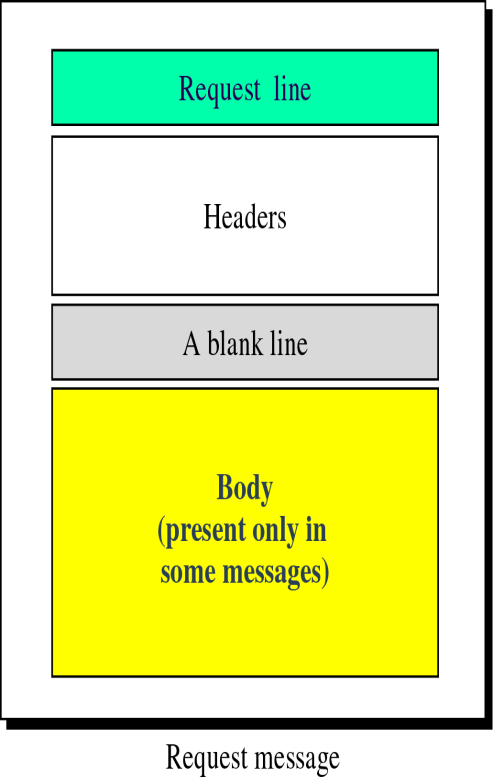 Request line
Headers
A blank line
Body
(present only in
some messages)
Request message